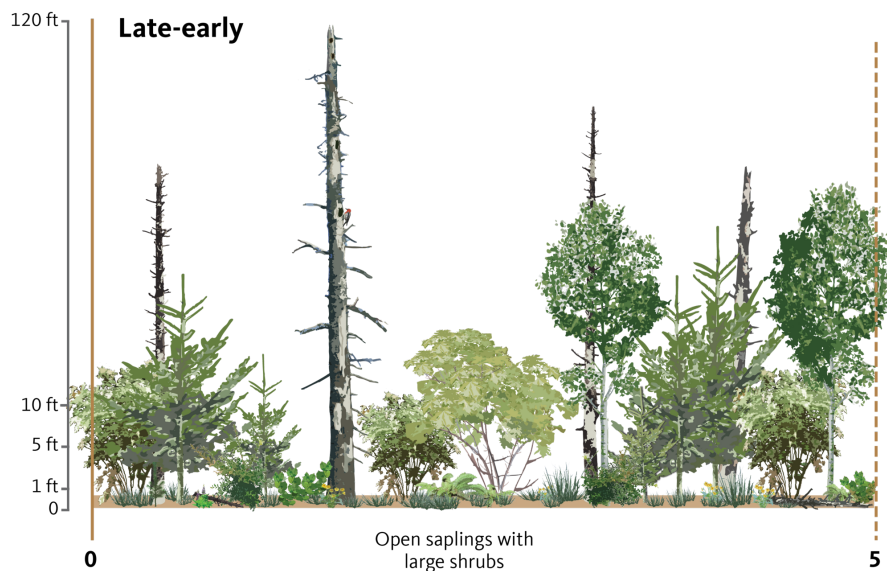 120 ft
Late-early
10 ft
5 ft
1 ft
0
0
Open saplings with
large shrubs
5